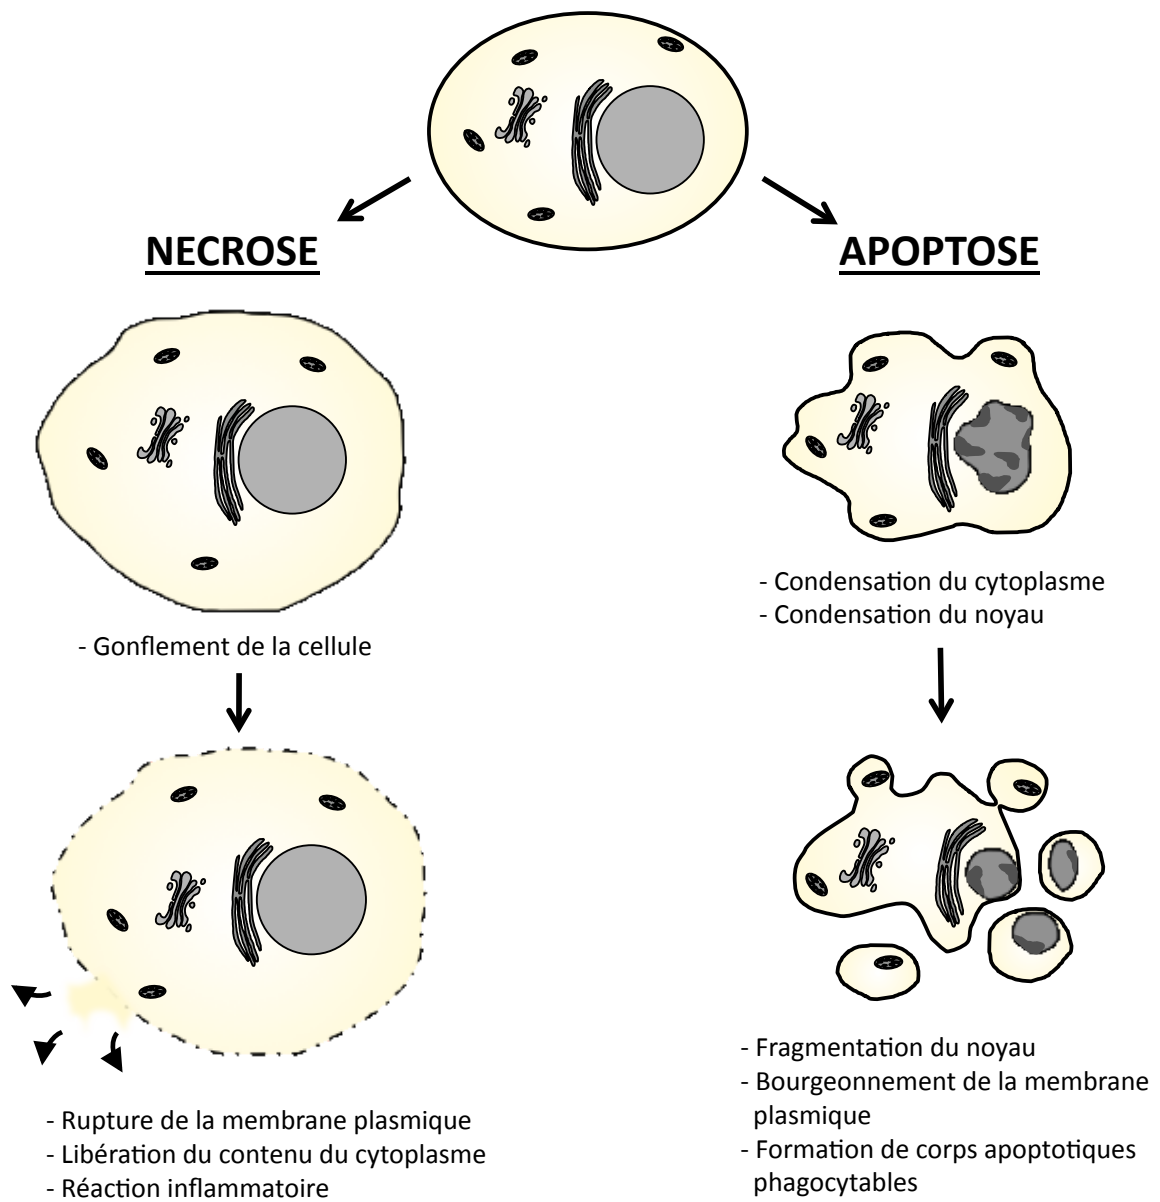 NECROSE
APOPTOSE
- Gonflement de la cellule
- Condensation du cytoplasme
- Condensation du noyau
- Rupture de la membrane plasmique
- Libération du contenu du cytoplasme
- Réaction inflammatoire
- Fragmentation du noyau
- Bourgeonnement de la membrane
plasmique
- Formation de corps apoptotiques
phagocytables